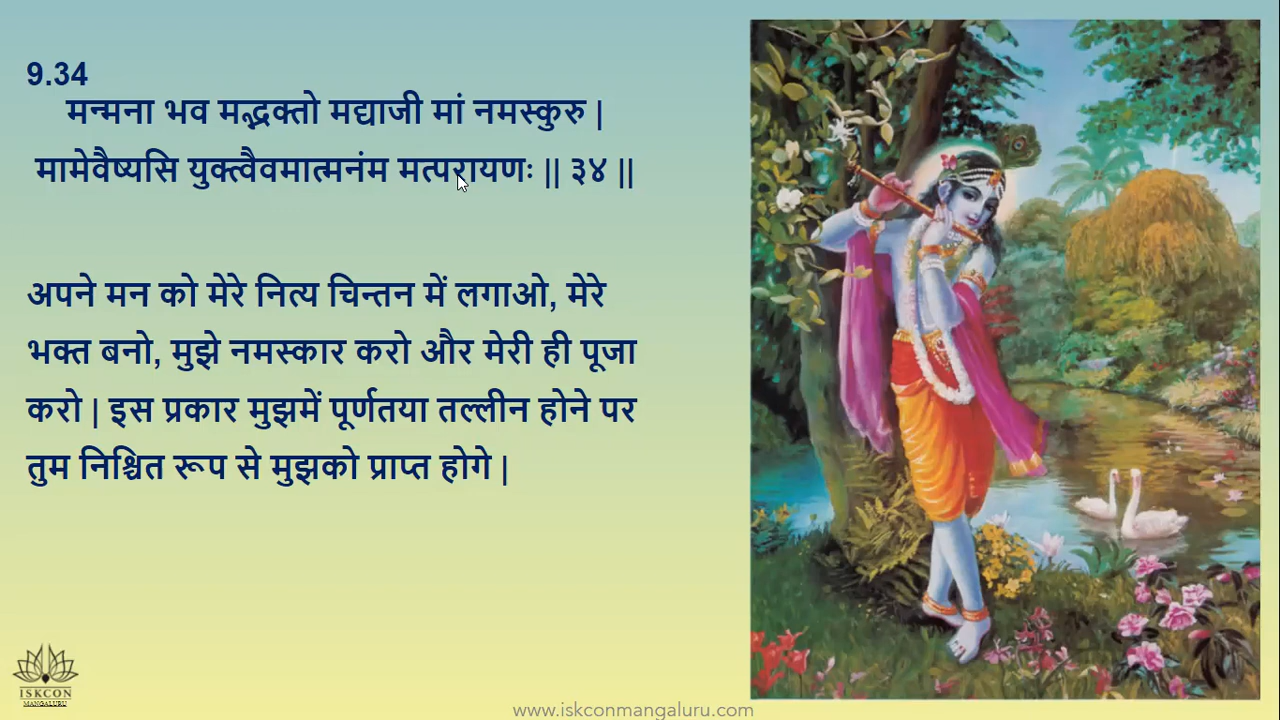 9.34
मन्मना भव मद्भक्तो मद्याजी मां नमस्कुरु |
मामेवैष्यसि युक्त्वैवमात्मनंम मत्परायणः || ३४ ||
अपने मन को मेरे नित्य चिन्तन में लगाओ, मेरे
भक्त बनो, मुझे नमस्कार करो और मेरी ही पूजा
करो | इस प्रकार मुझमें पूर्णतया तल्लीन होने पर
तुम निश्चित रूप से मुझको प्राप्त होगे |
ISKCON
MANGALURU
www.iskconmangaluru.com